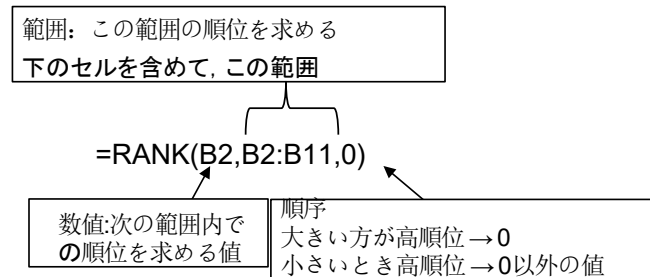 範囲：この範囲の順位を求める
下のセルを含めて，この範囲
=RANK(B2,B2:B11,0)
数値:次の範囲内で
の順位を求める値
順序
大きい方が高順位→0
小さいとき高順位→0以外の値